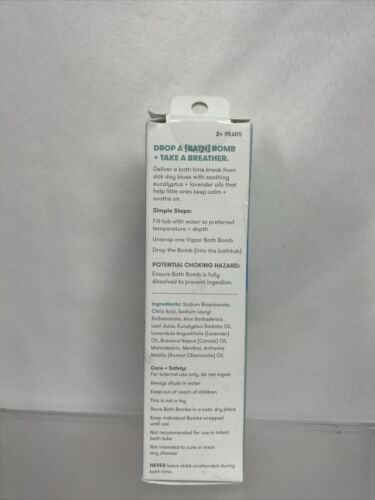 2+ YEARS
DROP A [BATH] BOMB
+ TAKE A BREATHER.
Deliver a bath time break from
sick day blues with soothing
eucalyptus + lavender oils that
help little ones keep calm +
soothe on.
Simple Steps:
Fill tub with water to preferred
temperature + depth
Unwrap one Vapor Bath Bomb
Drop the Bomb (into the bathtub)
POTENTIAL CHOKING HAZARD:
Ensure Bath Bomb is fully
dissolved to prevent ingestion.
Ingredients: Sodium Bicarbonate,
Citric Acid, Sodium Lauryl
Sulfoacetate, Aloe Barbadensis
Leaf Juice, Eucalyptus Radiata Oil,
Lavandula Angustifolia (Lavender)
Oil, Brassica Napus (Canola) Oil,
Maltodextrin, Menthol, Anthemis
Nobilis (Roman Chamomile) Oil.
Care + Safety:
For external use only, do not ingest
Always dilute in water
Keep out of reach of children
This is not a toy
Store Bath Bombs in a cool, dry place
Keep individual Bombs wrapped
until use
Not recommended for use in infant
bath tubs
Not intended to cure or treat
any disease
NEVER leave child unattended during
bath time.